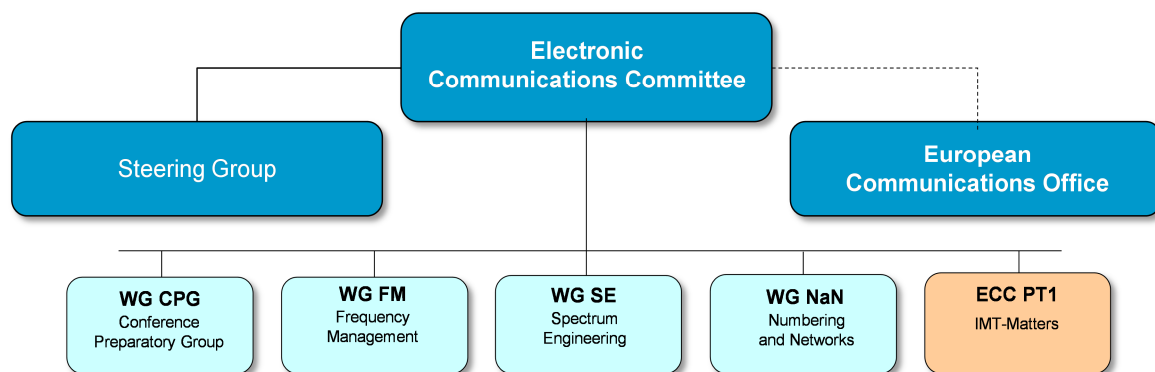 Electronic
Communications Committee
Steering Group
European
Communications Office
WG CPG
Conference
Preparatory Group
WG FM
Frequency
Management
WG SE
Spectrum
Engineering
WG NaN
Numbering
and Networks
ECC PT1
IMT-Matters